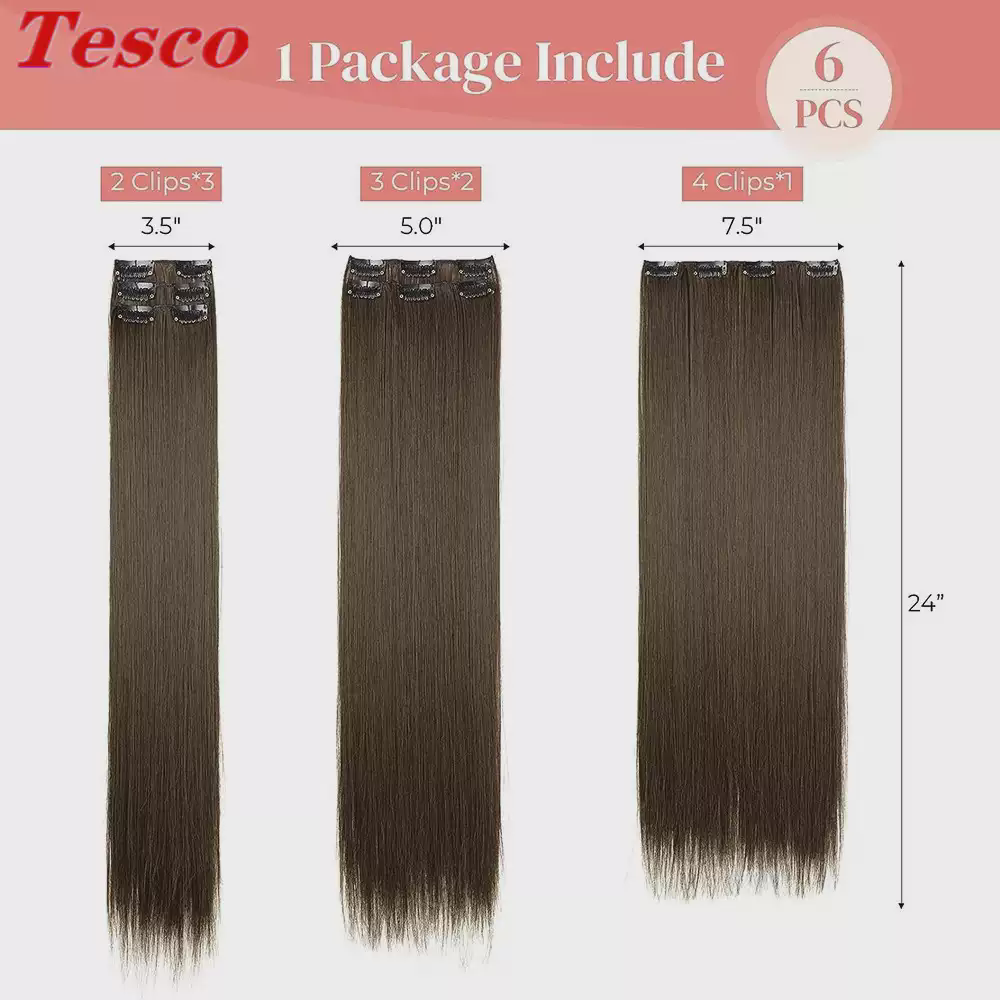 Tesco
1 Package Include
6
PCS
2 Clips*3
3 Clips*2
4 Clips*1
3.5"
5.0"
7.5"
24”